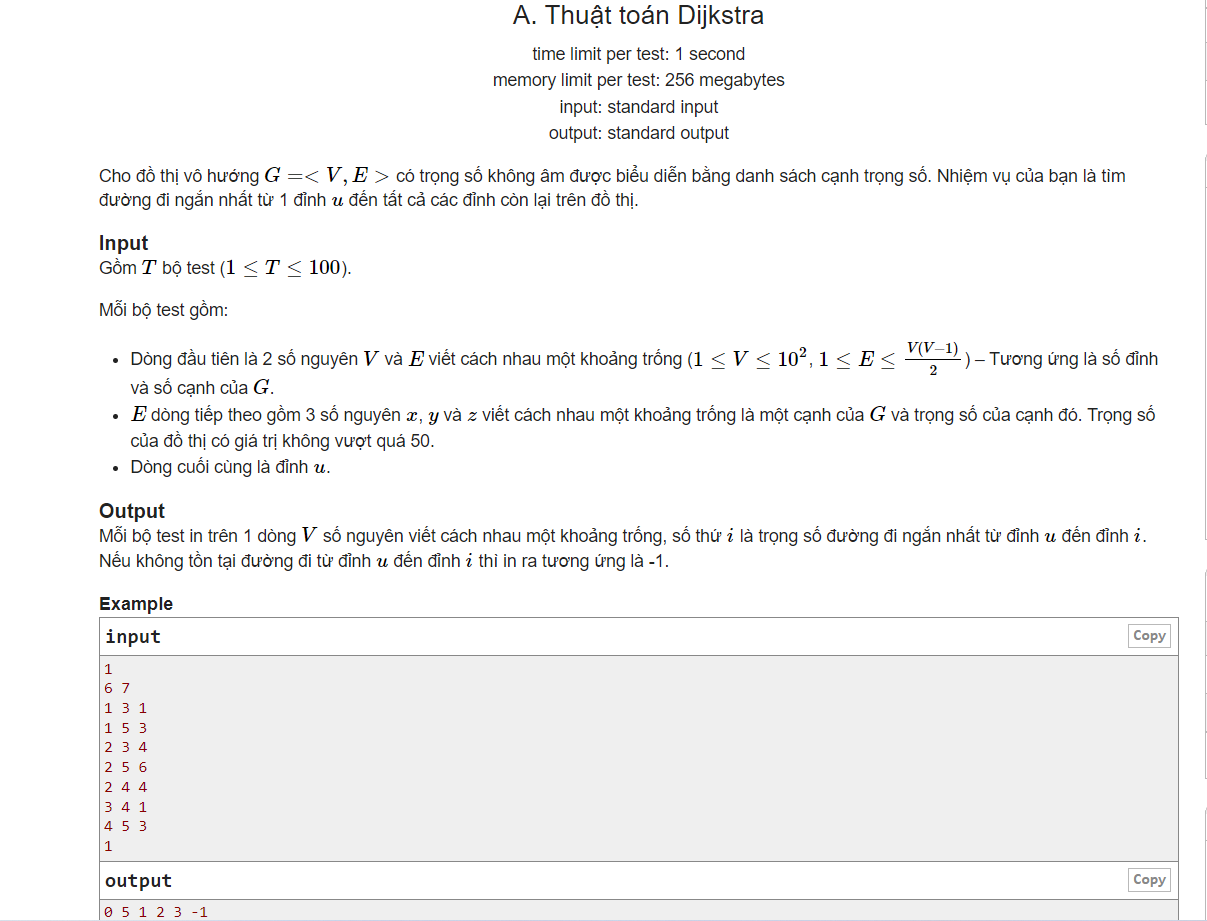 A. Thuật toán Dijkstra
time limit per test: 1 second
memory limit per test: 256 megabytes
input: standard input
output: standard output
Cho đồ thị vô hướng G =< V, E > có trọng số không âm được biểu diễn bằng danh sách cạnh trọng số. Nhiệm vụ của bạn là tìm
đường đi ngắn nhất từ 1 đỉnh u đến tất cả các đỉnh còn lại trên đồ thị.
Input
Gồm T bộ test (1 ≤ T ≤ 100).
Mỗi bộ test gồm:
• Dòng đầu tiên là 2 số nguyên V và E viết cách nhau một khoảng trống (1 ≤ V ≤ 10², 1 ≤ E ≤ V(V−1)/2) – Tương ứng là số đỉnh
và số cạnh của G.
• E dòng tiếp theo gồm 3 số nguyên x, y và z viết cách nhau một khoảng trống là một cạnh của G và trọng số của cạnh đó. Trọng số
của đồ thị có giá trị không vượt quá 50.
• Dòng cuối cùng là đỉnh u.
Output
Mỗi bộ test in trên 1 dòng V số nguyên viết cách nhau một khoảng trống, số thứ i là trọng số đường đi ngắn nhất từ đỉnh u đến đỉnh i.
Nếu không tồn tại đường đi từ đỉnh u đến đỉnh i thì in ra tương ứng là -1.
Example
input Copy
1
6 7
1 3 1
1 5 3
2 3 4
2 5 6
2 4 4
3 4 1
4 5 3
1
output Copy
0 5 1 2 3 -1